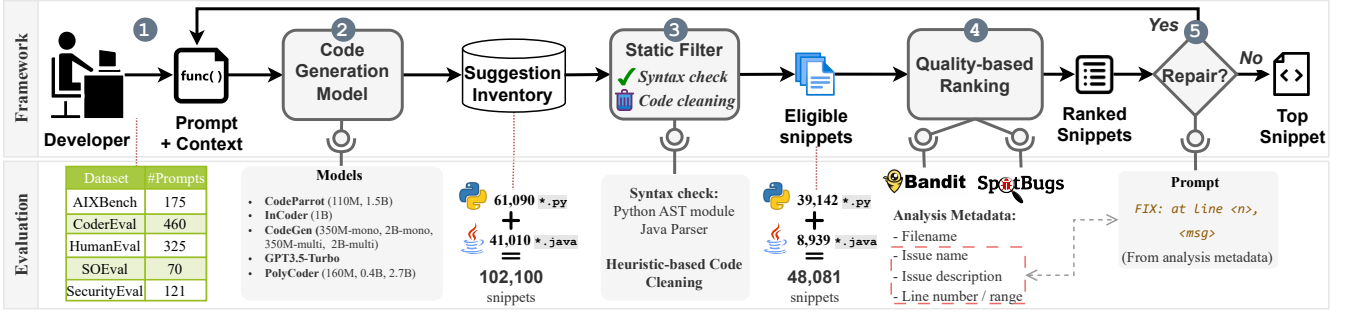 Framework
1
2
3
4
5
Developer
func()
Prompt
+ Context
Code
Generation
Model
Suggestion
Inventory
Static Filter
Syntax check
Code cleaning
Eligible
snippets
Quality-based
Ranking
Ranked
Snippets
Yes
Repair?
No
Top
Snippet
Evaluation
Dataset #Prompts
AIXBench 175
CoderEval 460
HumanEval 325
SOEval 70
SecurityEval 121
Models
• CodeParrot (110M, 1.5B)
• InCoder (1B)
• CodeGen (350M-mono, 2B-mono,
350M-multi, 2B-multi)
• GPT3.5-Turbo
• PolyCoder (160M, 0.4B, 2.7B)
61,090 *.py
+
Java 41,010 *.java
=
102,100
snippets
Syntax check:
Python AST module
Java Parser
Heuristic-based Code
Cleaning
39,142 *.py
+
Java 8,939 *.java
=
48,081
snippets
Bandit
SpotBugs
Analysis Metadata:
- Filename
- Issue name
- Issue description
- Line number / range
Prompt
FIX: at line <n>,
<msg>
(From analysis metadata)